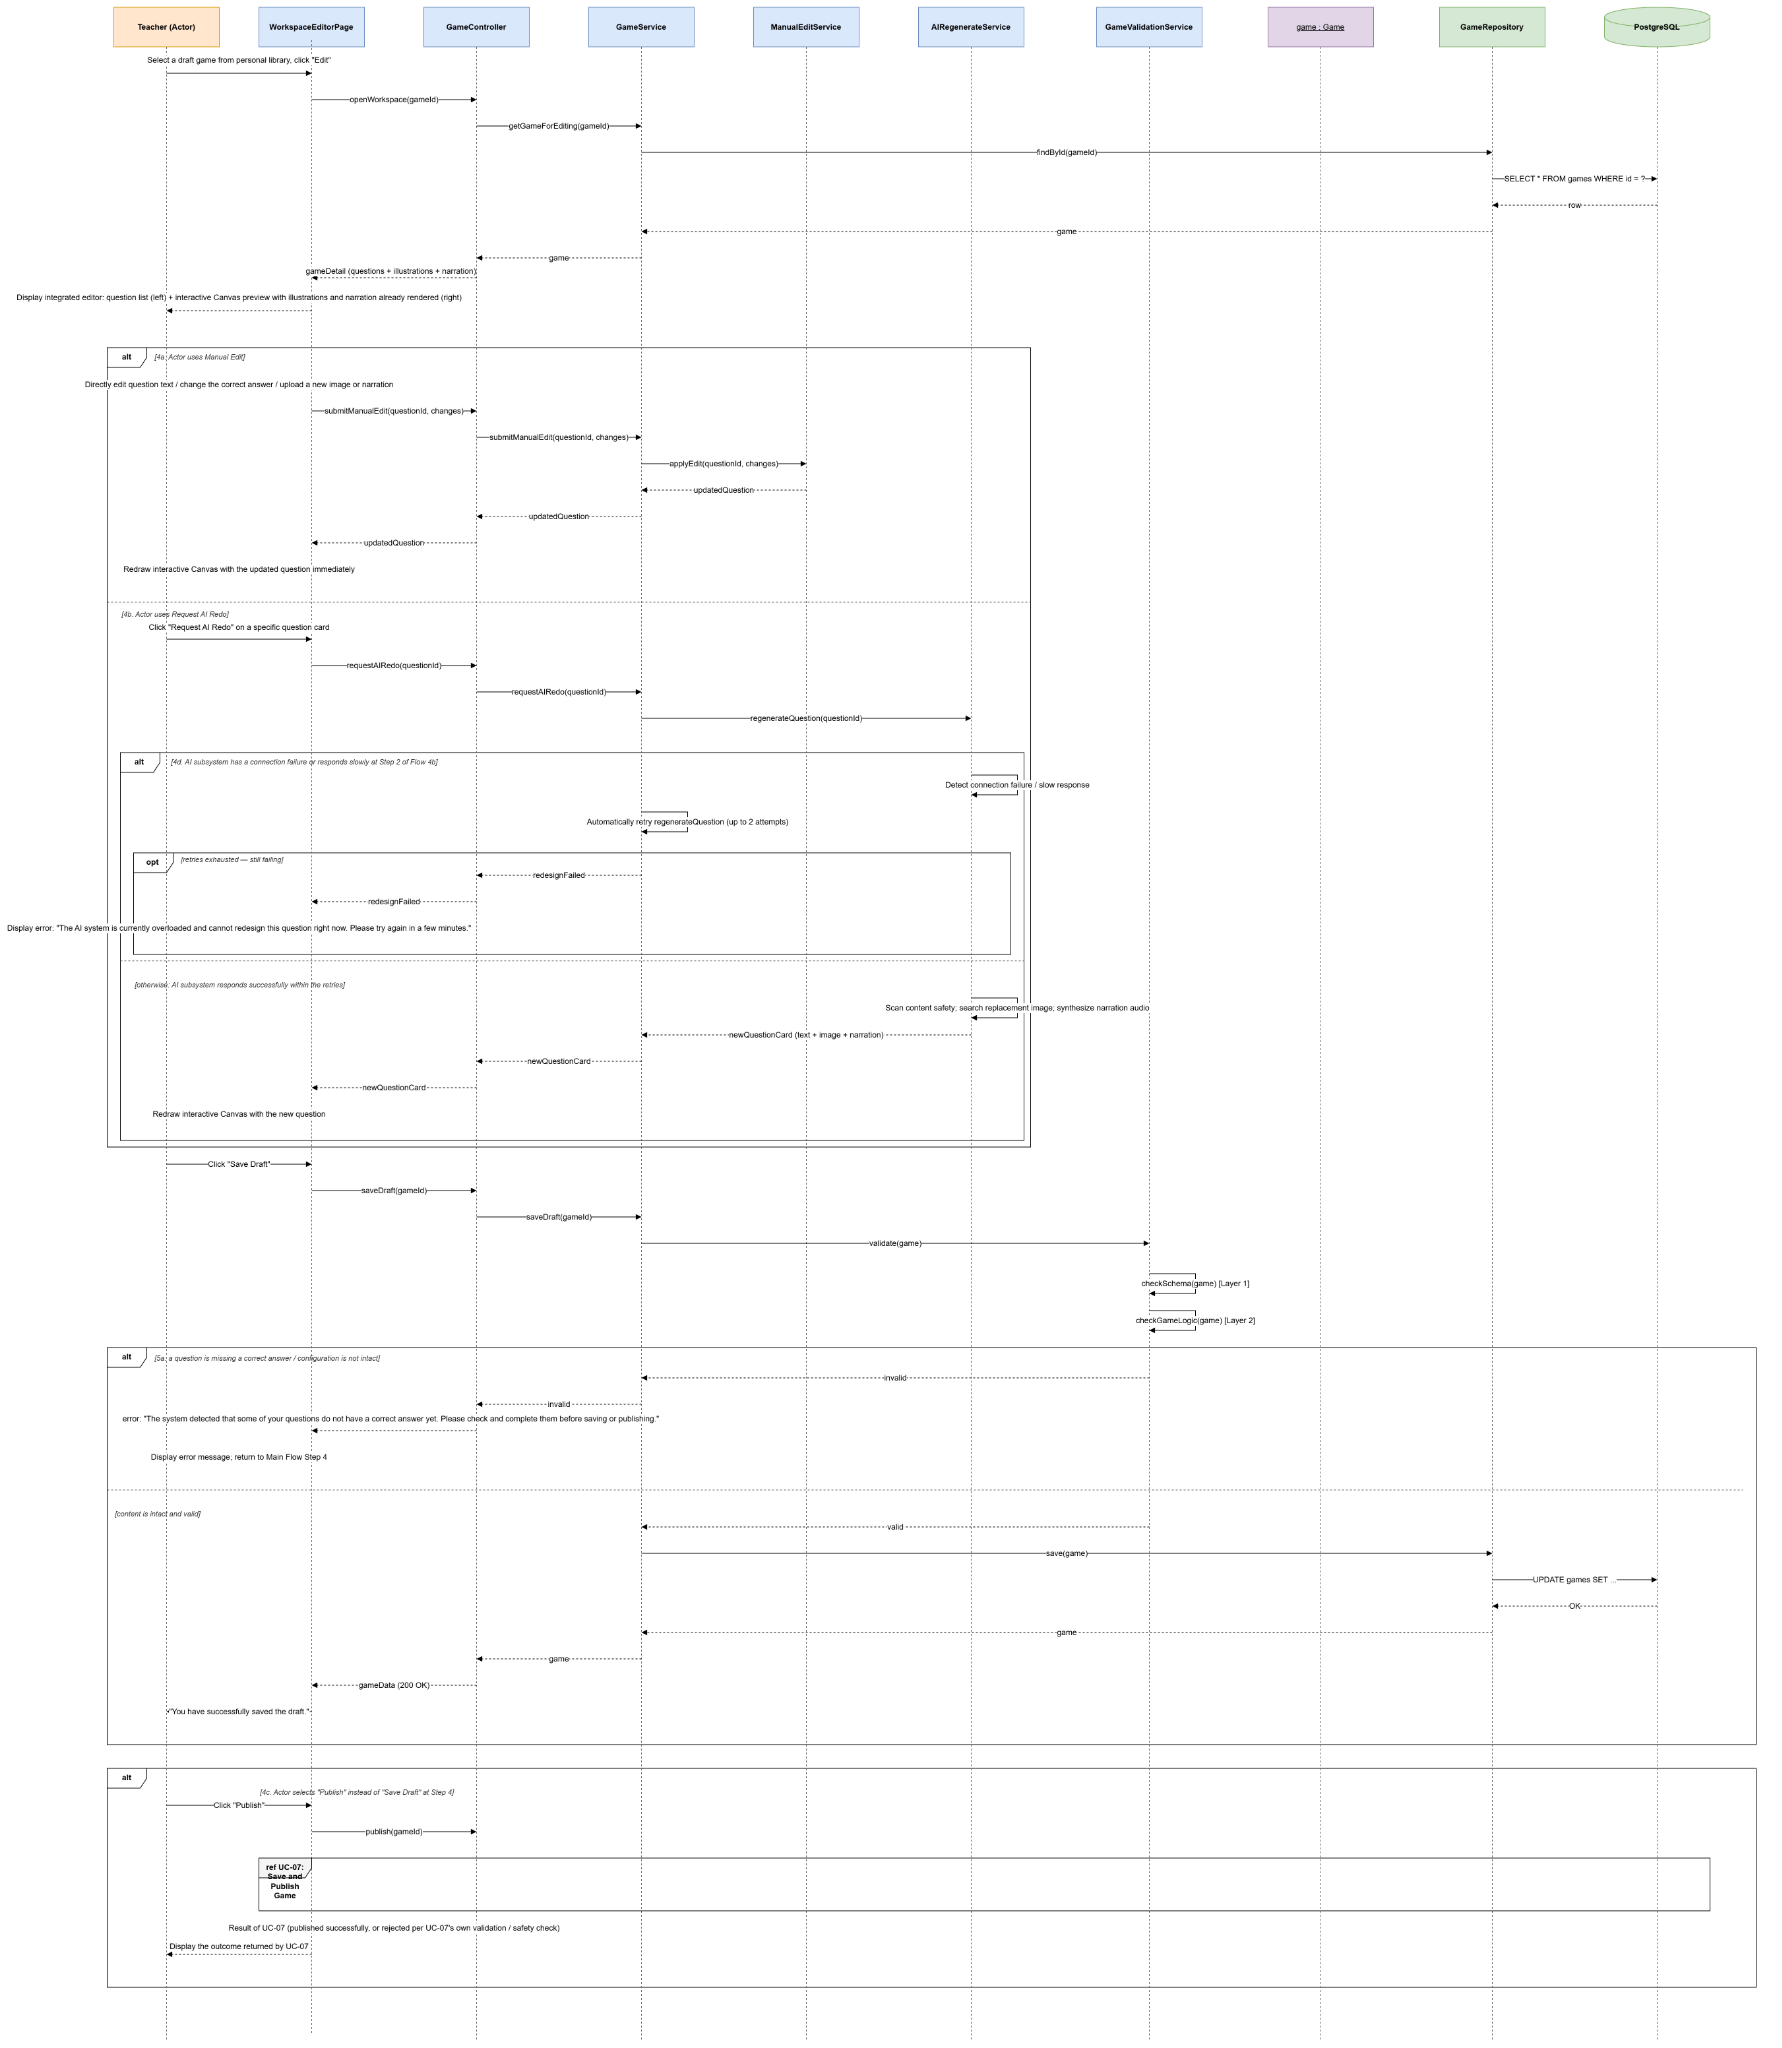 Teacher (Actor)
WorkspaceEditorPage
GameController
GameService
ManualEditService
AIRegenerateService
GameValidationService
game : Game
GameRepository
PostgreSQL
Select a draft game from personal library, click "Edit"
openWorkspace(gameId)
getGameForEditing(gameId)
findById(gameId)
SELECT * FROM games WHERE id = ?
row
game
game
gameDetail (questions + illustrations + narration)
Display integrated editor: question list (left) + interactive Canvas preview with illustrations and narration already rendered (right)
alt
[4a. Actor uses Manual Edit]
Directly edit question text / change the correct answer / upload a new image or narration
submitManualEdit(questionId, changes)
submitManualEdit(questionId, changes)
applyEdit(questionId, changes)
updatedQuestion
updatedQuestion
updatedQuestion
Redraw interactive Canvas with the updated question immediately
[4b. Actor uses Request AI Redo]
Click "Request AI Redo" on a specific question card
requestAIRedo(questionId)
requestAIRedo(questionId)
regenerateQuestion(questionId)
alt
[4d. AI subsystem has a connection failure or responds slowly at Step 2 of Flow 4b]
Detect connection failure / slow response
Automatically retry regenerateQuestion (up to 2 attempts)
opt
[retries exhausted — still failing]
redesignFailed
redesignFailed
Display error: "The AI system is currently overloaded and cannot redesign this question right now. Please try again in a few minutes."
[otherwise: AI subsystem responds successfully within the retries]
Scan content safety; search replacement image; synthesize narration audio
newQuestionCard (text + image + narration)
newQuestionCard
newQuestionCard
Redraw interactive Canvas with the new question
Click "Save Draft"
saveDraft(gameId)
saveDraft(gameId)
validate(game)
checkSchema(game) [Layer 1]
checkGameLogic(game) [Layer 2]
alt
[5a. a question is missing a correct answer / configuration is not intact]
invalid
invalid
error: "The system detected that some of your questions do not have a correct answer yet. Please check and complete them before saving or publishing."
Display error message; return to Main Flow Step 4
[content is intact and valid]
valid
save(game)
UPDATE games SET ...
OK
game
game
gameData (200 OK)
"You have successfully saved the draft."
alt
[4c. Actor selects "Publish" instead of "Save Draft" at Step 4]
Click "Publish"
publish(gameId)
ref UC-07:
Save and
Publish
Game
Result of UC-07 (published successfully, or rejected per UC-07's own validation / safety check)
Display the outcome returned by UC-07